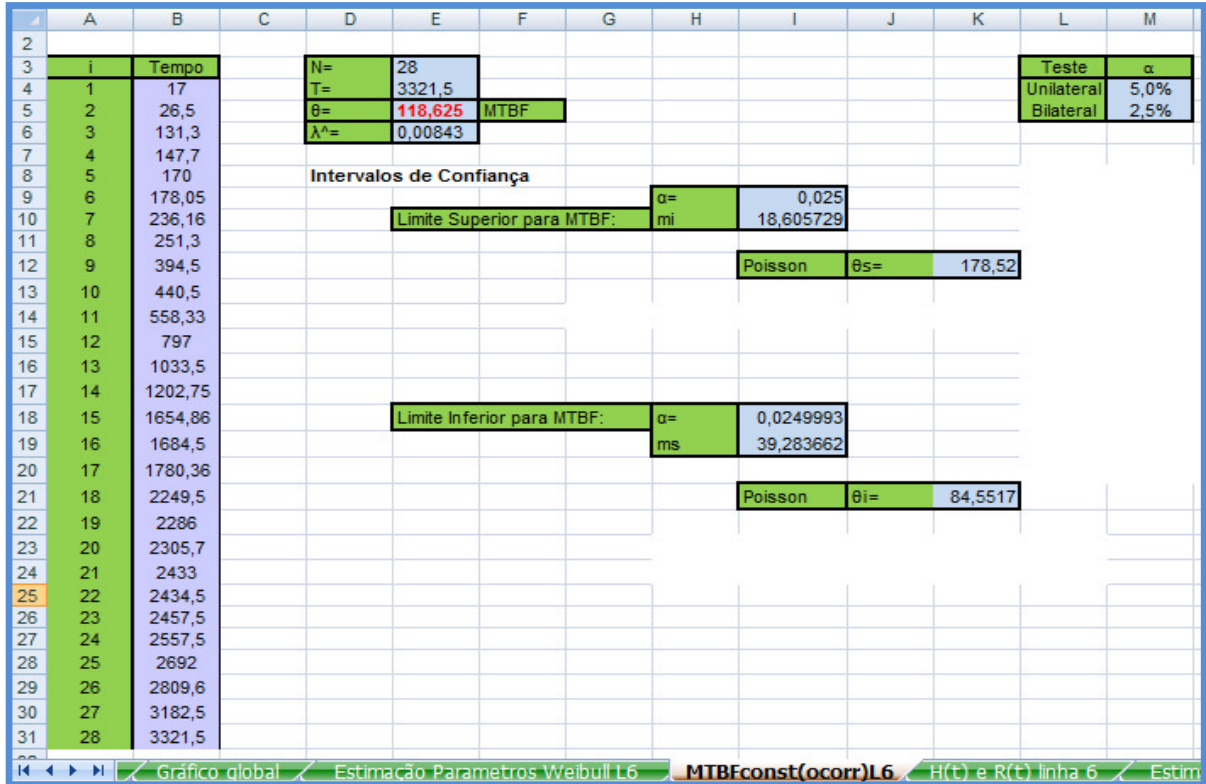 A B C D E F G H I J K L M
2
3 i Tempo N= 28 Teste α
4 1 17 T= 3321,5 Unilateral 5,0%
5 2 26,5 θ= 118,625 MTBF Bilateral 2,5%
6 3 131,3 λ^= 0,00843
7 4 147,7
8 5 170 Intervalos de Confiança
9 6 178,05 α= 0,025
10 7 236,16 Limite Superior para MTBF: mi 18,605729
11 8 251,3
12 9 394,5 Poisson θs= 178,52
13 10 440,5
14 11 558,33
15 12 797
16 13 1033,5
17 14 1202,75
18 15 1654,86 Limite Inferior para MTBF: α= 0,0249993
19 16 1684,5 ms 39,283662
20 17 1780,36
21 18 2249,5 Poisson θi= 84,5517
22 19 2286
23 20 2305,7
24 21 2433
25 22 2434,5
26 23 2457,5
27 24 2557,5
28 25 2692
29 26 2809,6
30 27 3182,5
31 28 3321,5
Gráfico global Estimação Parametros Weibull L6 MTBFconst(ocorr)L6 H(t) e R(t) linha 6 Estim